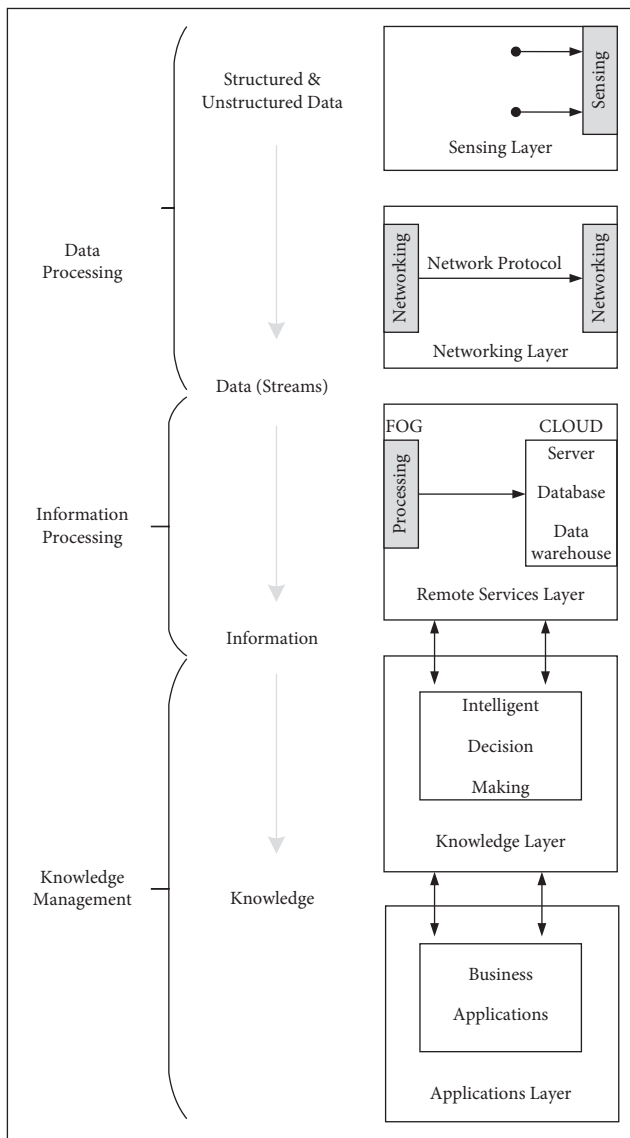 Structured &
Unstructured Data
Sensing
Sensing Layer
Data
Processing
Networking
Network Protocol
Networking
Networking Layer
Data (Streams)
FOG
CLOUD
Processing
Server
Database
Data
warehouse
Information
Processing
Remote Services Layer
Information
Intelligent
Decision
Making
Knowledge Layer
Knowledge
Management
Knowledge
Business
Applications
Applications Layer